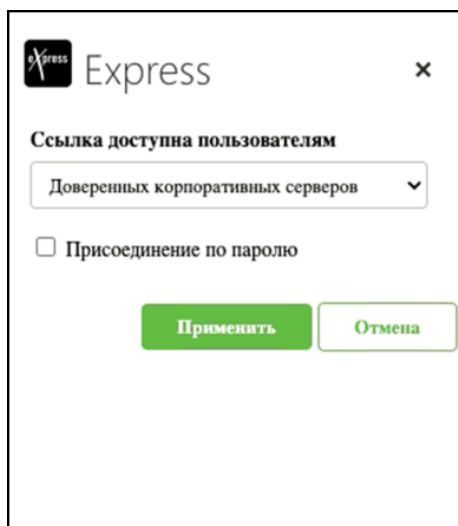 eXpress Express
Ссылка доступна пользователям
Доверенных корпоративных серверов
Присоединение по паролю
Применить Отмена